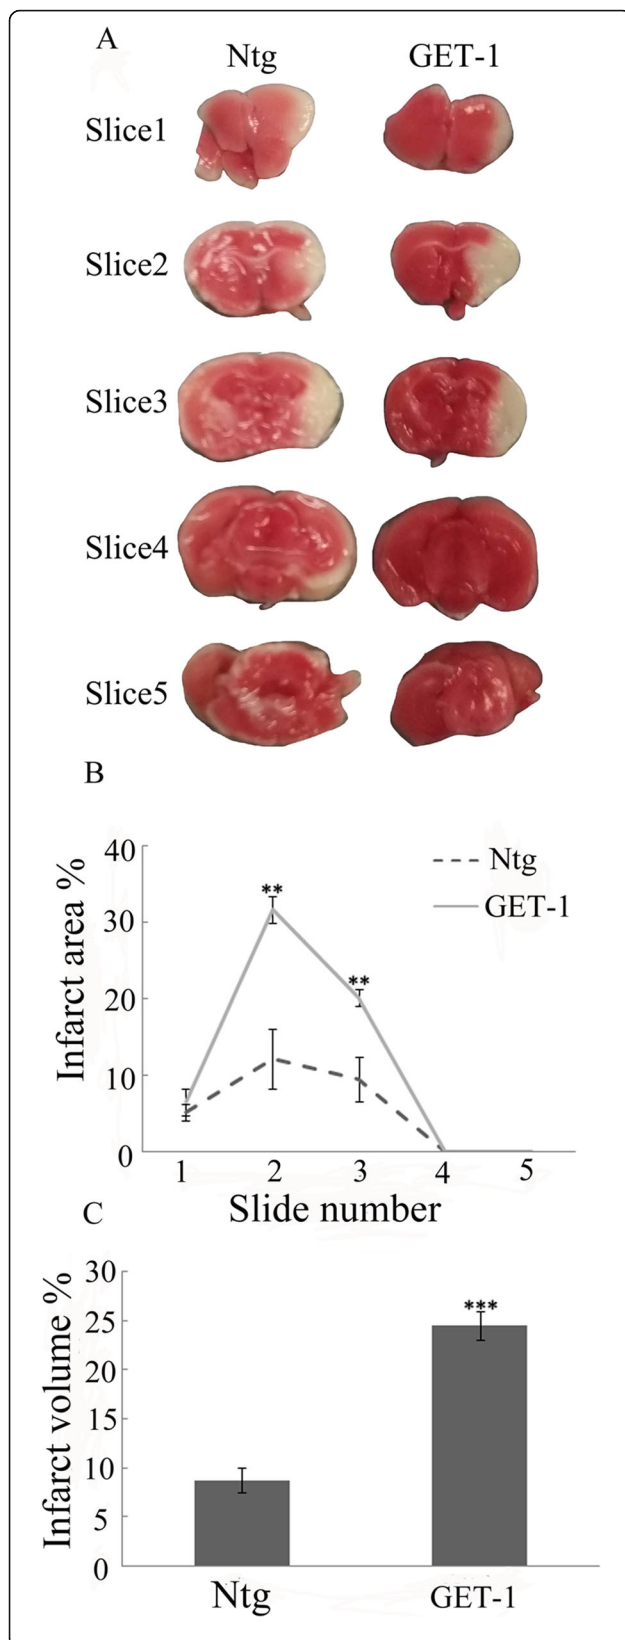 A
Ntg GET-1
Slice1
Slice2
Slice3
Slice4
Slice5
B
Infarct area %
40
30
20
10
0
** **
Ntg
GET-1
1 2 3 4 5
Slide number
C
Infarct volume %
30
25
20
15
10
5
0
***
Ntg GET-1